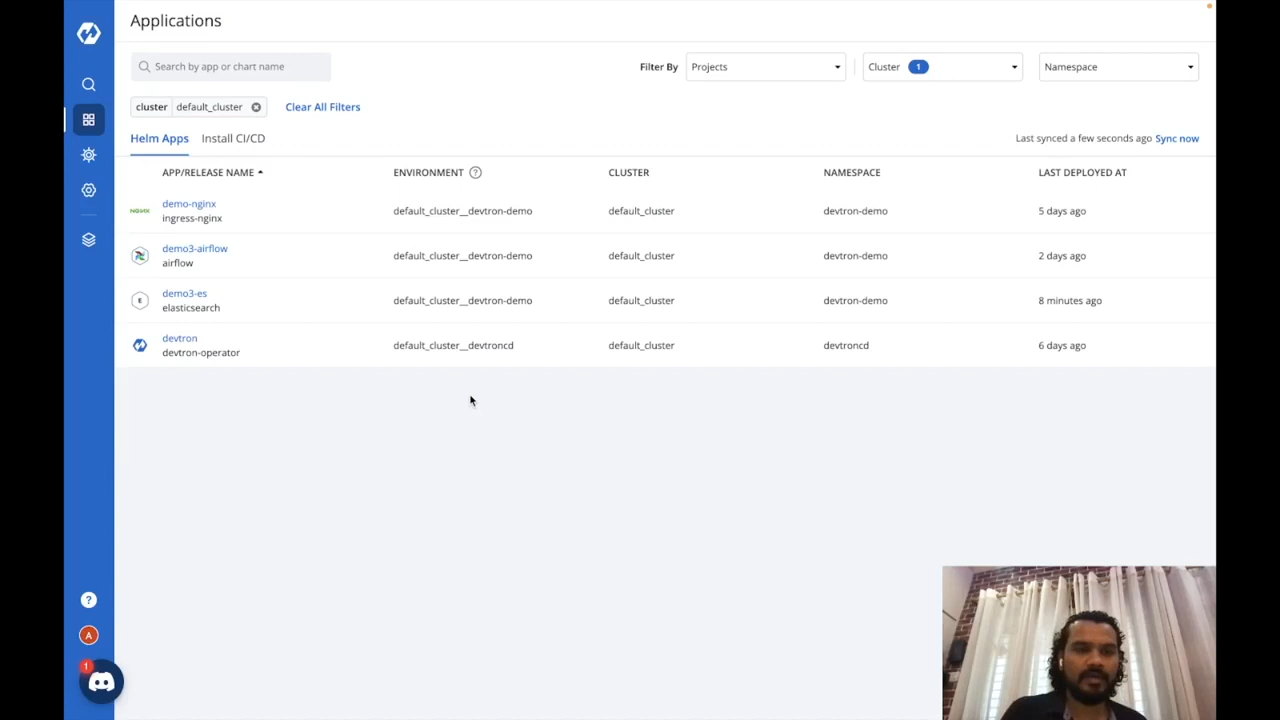 Applications
Search by app or chart name
Filter By
Projects
Cluster 1
Namespace
cluster default_cluster
Clear All Filters
Helm Apps
Install CI/CD
Last synced a few seconds ago Sync now
APP/RELEASE NAME ENVIRONMENT ? CLUSTER NAMESPACE LAST DEPLOYED AT
NGINX demo-nginx
ingress-nginx
default_cluster__devtron-demo default_cluster devtron-demo 5 days ago
demo3-airflow
airflow
default_cluster__devtron-demo default_cluster devtron-demo 2 days ago
E demo3-es
elasticsearch
default_cluster__devtron-demo default_cluster devtron-demo 8 minutes ago
devtron
devtron-operator
default_cluster__devtroncd default_cluster devtroncd 6 days ago
?
A
1